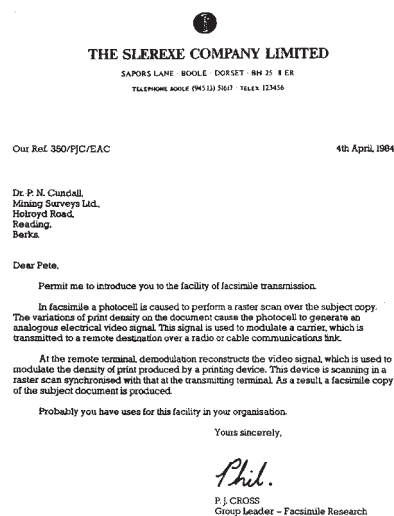 THE SLEREXE COMPANY LIMITED
SAPORS LANE · BOOLE · DORSET · BH 25 8 ER
TELEPHONE BOOLE (945 13) 51617 · TELEX 123456
Our Ref. 350/PJC/EAC
4th April, 1984
Dr. P. N. Cundall,
Mining Surveys Ltd.,
Holroyd Road,
Reading,
Berks.
Dear Pete,
Permit me to introduce you to the facility of facsimile transmission.
In facsimile a photocell is caused to perform a raster scan over the subject copy.
The variations of print density on the document cause the photocell to generate an
analogous electrical video signal. This signal is used to modulate a carrier, which is
transmitted to a remote destination over a radio or cable communications link.
At the remote terminal, demodulation reconstructs the video signal, which is used to
modulate the density of print produced by a printing device. This device is scanning in a
raster scan synchronised with that at the transmitting terminal. As a result, a facsimile copy
of the subject document is produced.
Probably you have uses for this facility in your organisation.
Yours sincerely,
Phil.
P. J. CROSS
Group Leader – Facsimile Research